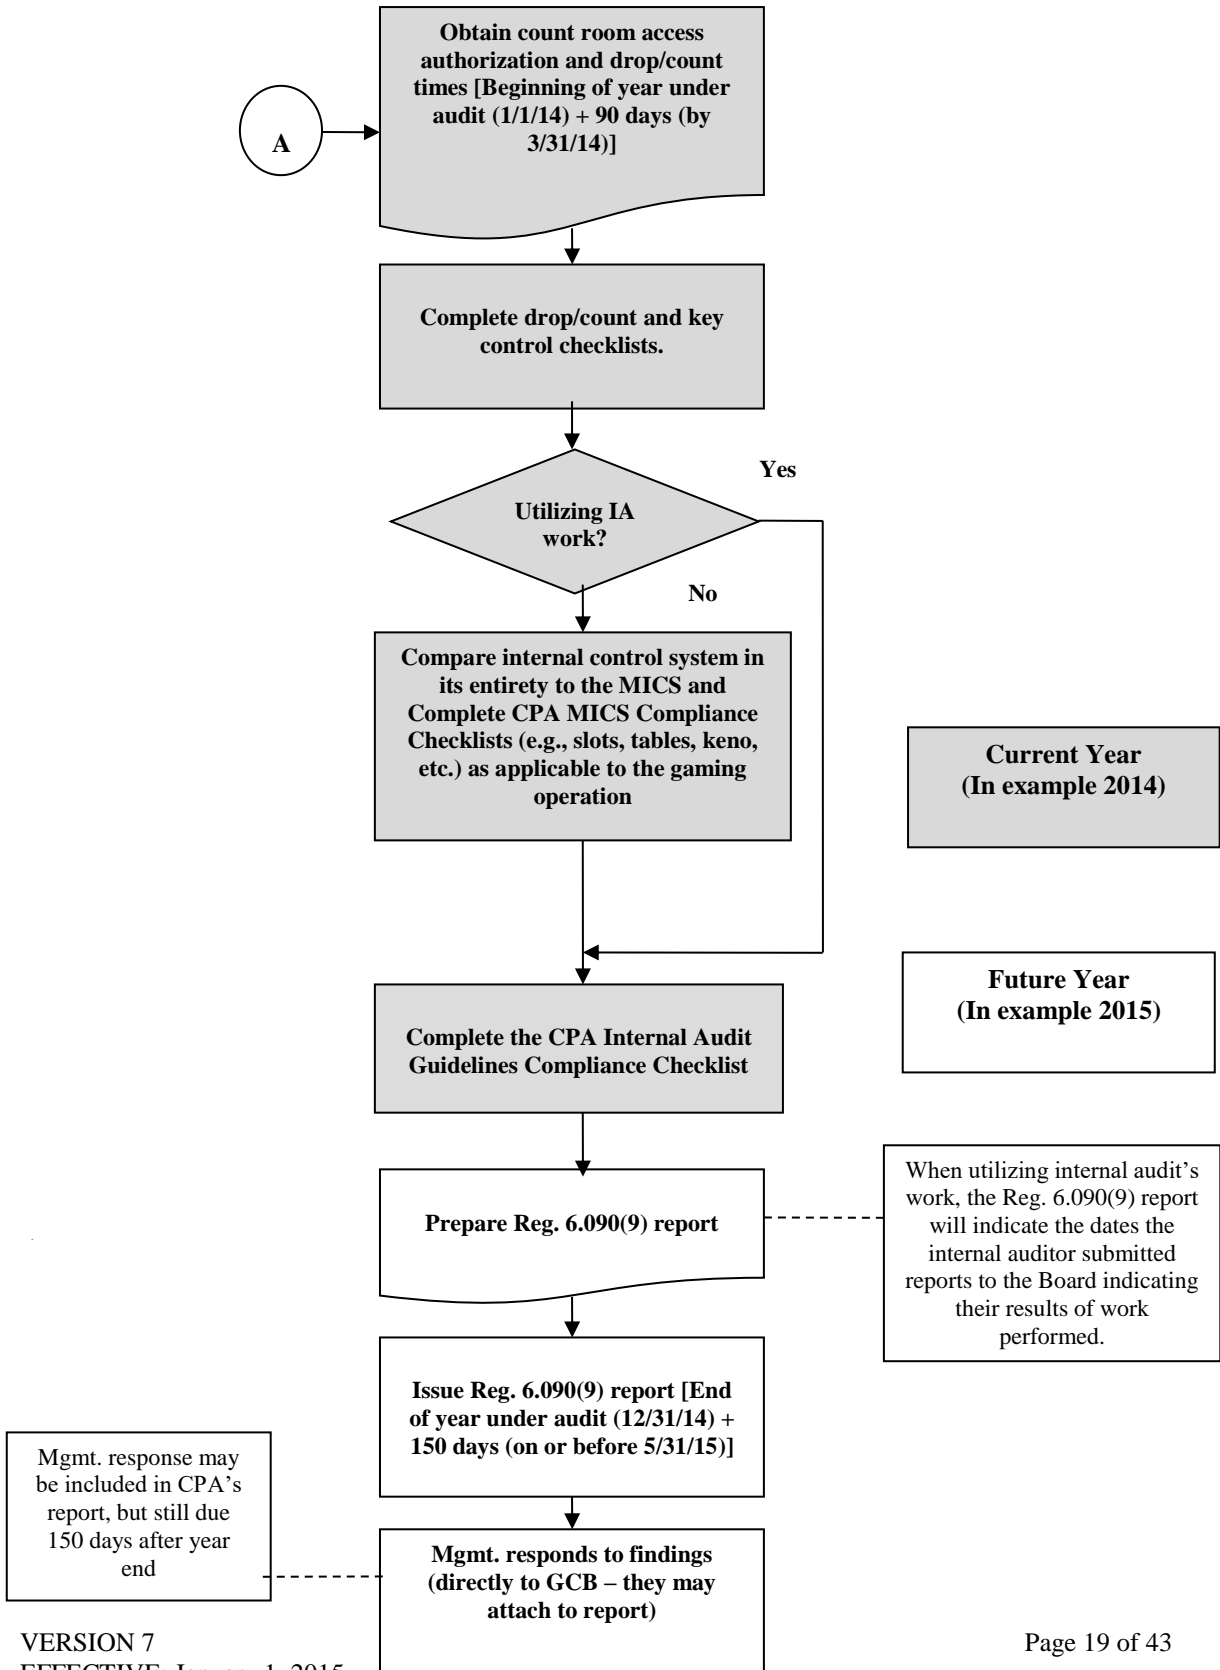 Obtain count room access
authorization and drop/count
times [Beginning of year under
audit (1/1/14) + 90 days (by
3/31/14)]
A
Complete drop/count and key
control checklists.
Yes
Utilizing IA
work?
No
Compare internal control system in
its entirety to the MICS and
Complete CPA MICS Compliance
Checklists (e.g., slots, tables, keno,
etc.) as applicable to the gaming
operation
Current Year
(In example 2014)
Future Year
(In example 2015)
Complete the CPA Internal Audit
Guidelines Compliance Checklist
Prepare Reg. 6.090(9) report
When utilizing internal audit’s
work, the Reg. 6.090(9) report
will indicate the dates the
internal auditor submitted
reports to the Board indicating
their results of work
performed.
Issue Reg. 6.090(9) report [End
of year under audit (12/31/14) +
150 days (on or before 5/31/15)]
Mgmt. response may
be included in CPA’s
report, but still due
150 days after year
end
Mgmt. responds to findings
(directly to GCB – they may
attach to report)
VERSION 7
Page 19 of 43
EFFECTIVE: January 1, 2015